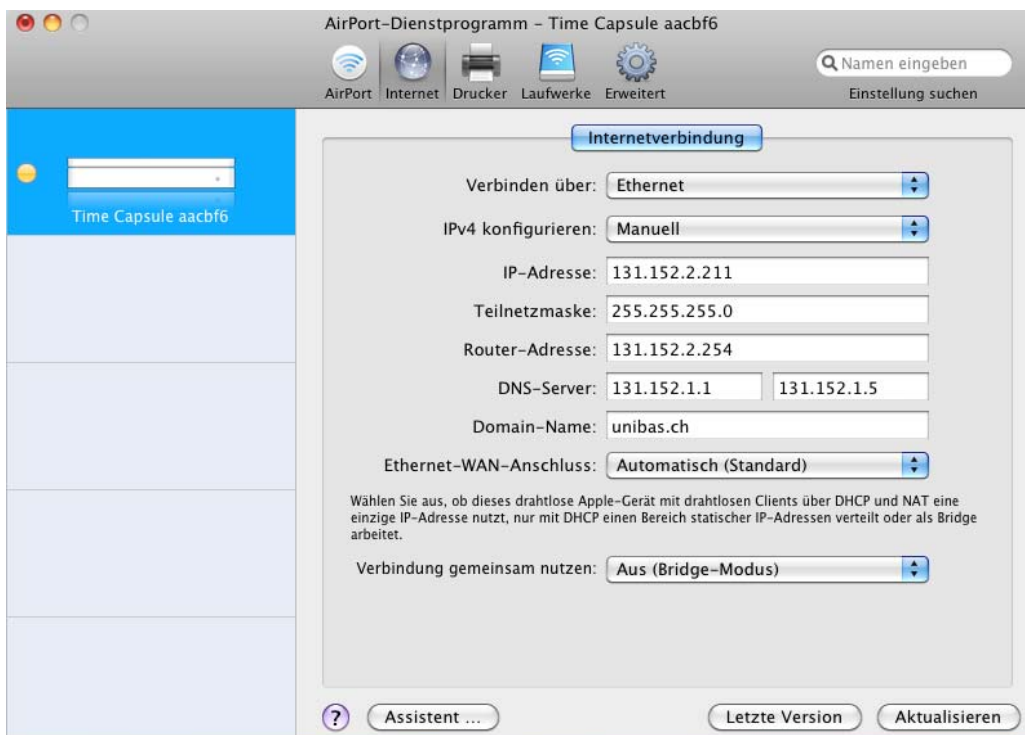 AirPort-Dienstprogramm – Time Capsule aacbf6
AirPort Internet Drucker Laufwerke Erweitert
Namen eingeben
Einstellung suchen
Time Capsule aacbf6
Internetverbindung
Verbinden über: Ethernet
IPv4 konfigurieren: Manuell
IP-Adresse: 131.152.2.211
Teilnetzmaske: 255.255.255.0
Router-Adresse: 131.152.2.254
DNS-Server: 131.152.1.1 131.152.1.5
Domain-Name: unibas.ch
Ethernet-WAN-Anschluss: Automatisch (Standard)
Wählen Sie aus, ob dieses drahtlose Apple-Gerät mit drahtlosen Clients über DHCP und NAT eine
einzige IP-Adresse nutzt, nur mit DHCP einen Bereich statischer IP-Adressen verteilt oder als Bridge
arbeitet.
Verbindung gemeinsam nutzen: Aus (Bridge-Modus)
? Assistent ... Letzte Version Aktualisieren